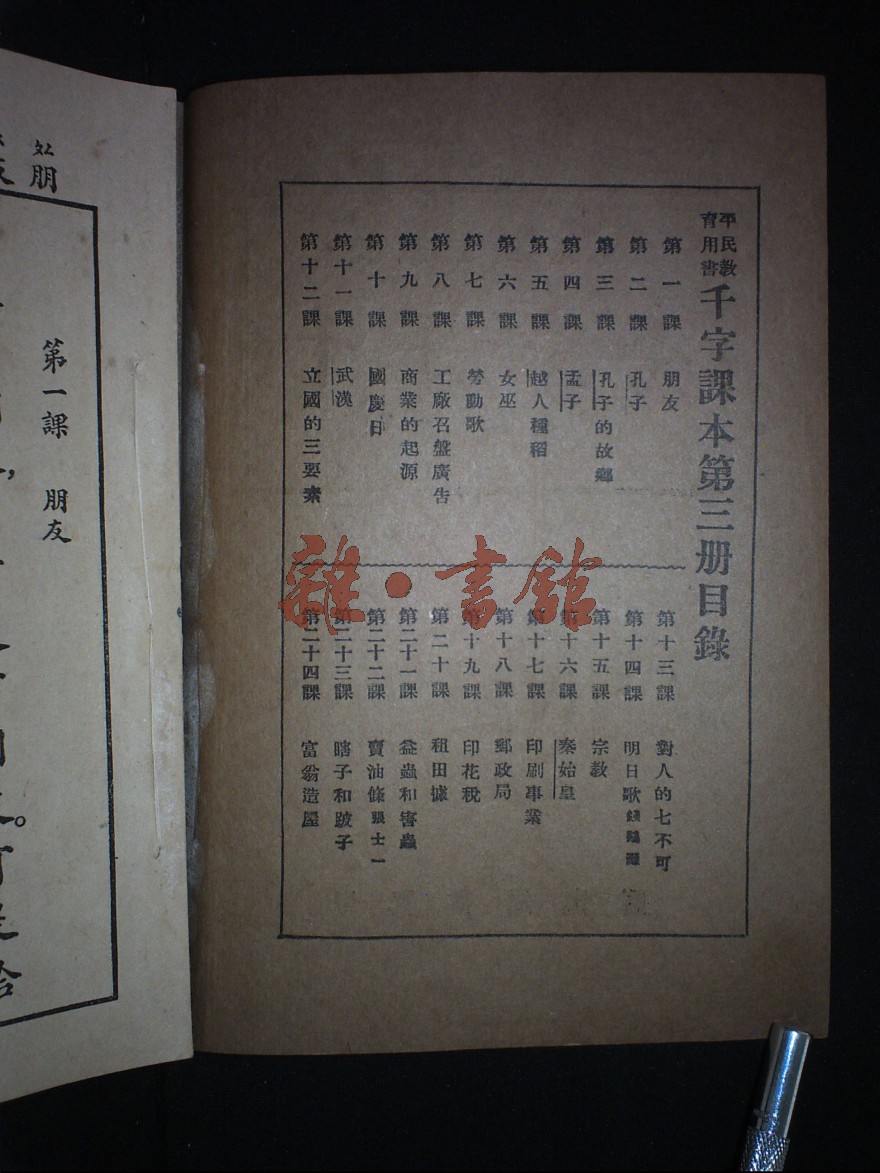 平民教育用書 千字課本第三册目錄
第一課 朋友
第二課 孔子
第三課 孔子的故鄉
第四課 孟子
第五課 越人種稻
第六課 女巫
第七課 勞動歌
第八課 工廠召盤廣告
第九課 商業的起源
第十課 國慶日
第十一課 武漢
第十二課 立國的三要素
第十三課 對人的七不可
第十四課 明日歌 錢鶴灘
第十五課 宗教
第十六課 秦始皇
第十七課 印刷事業
第十八課 郵政局
第十九課 印花稅
第二十課 租田據
第二十一課 益蟲和害蟲
第二十二課 賣油條 張士一
第二十三課 瞎子和跛子
第二十四課 富翁造屋
雜·書館
朋
第一課 朋友